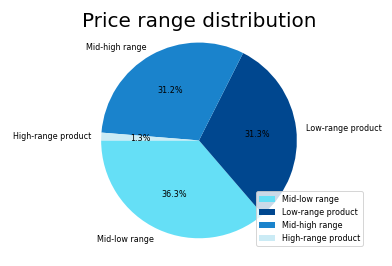 Price range distribution
Mid-high range
31.2%
High-range product
1.3%
31.3%
Low-range product
36.3%
Mid-low range
Mid-low range
Low-range product
Mid-high range
High-range product